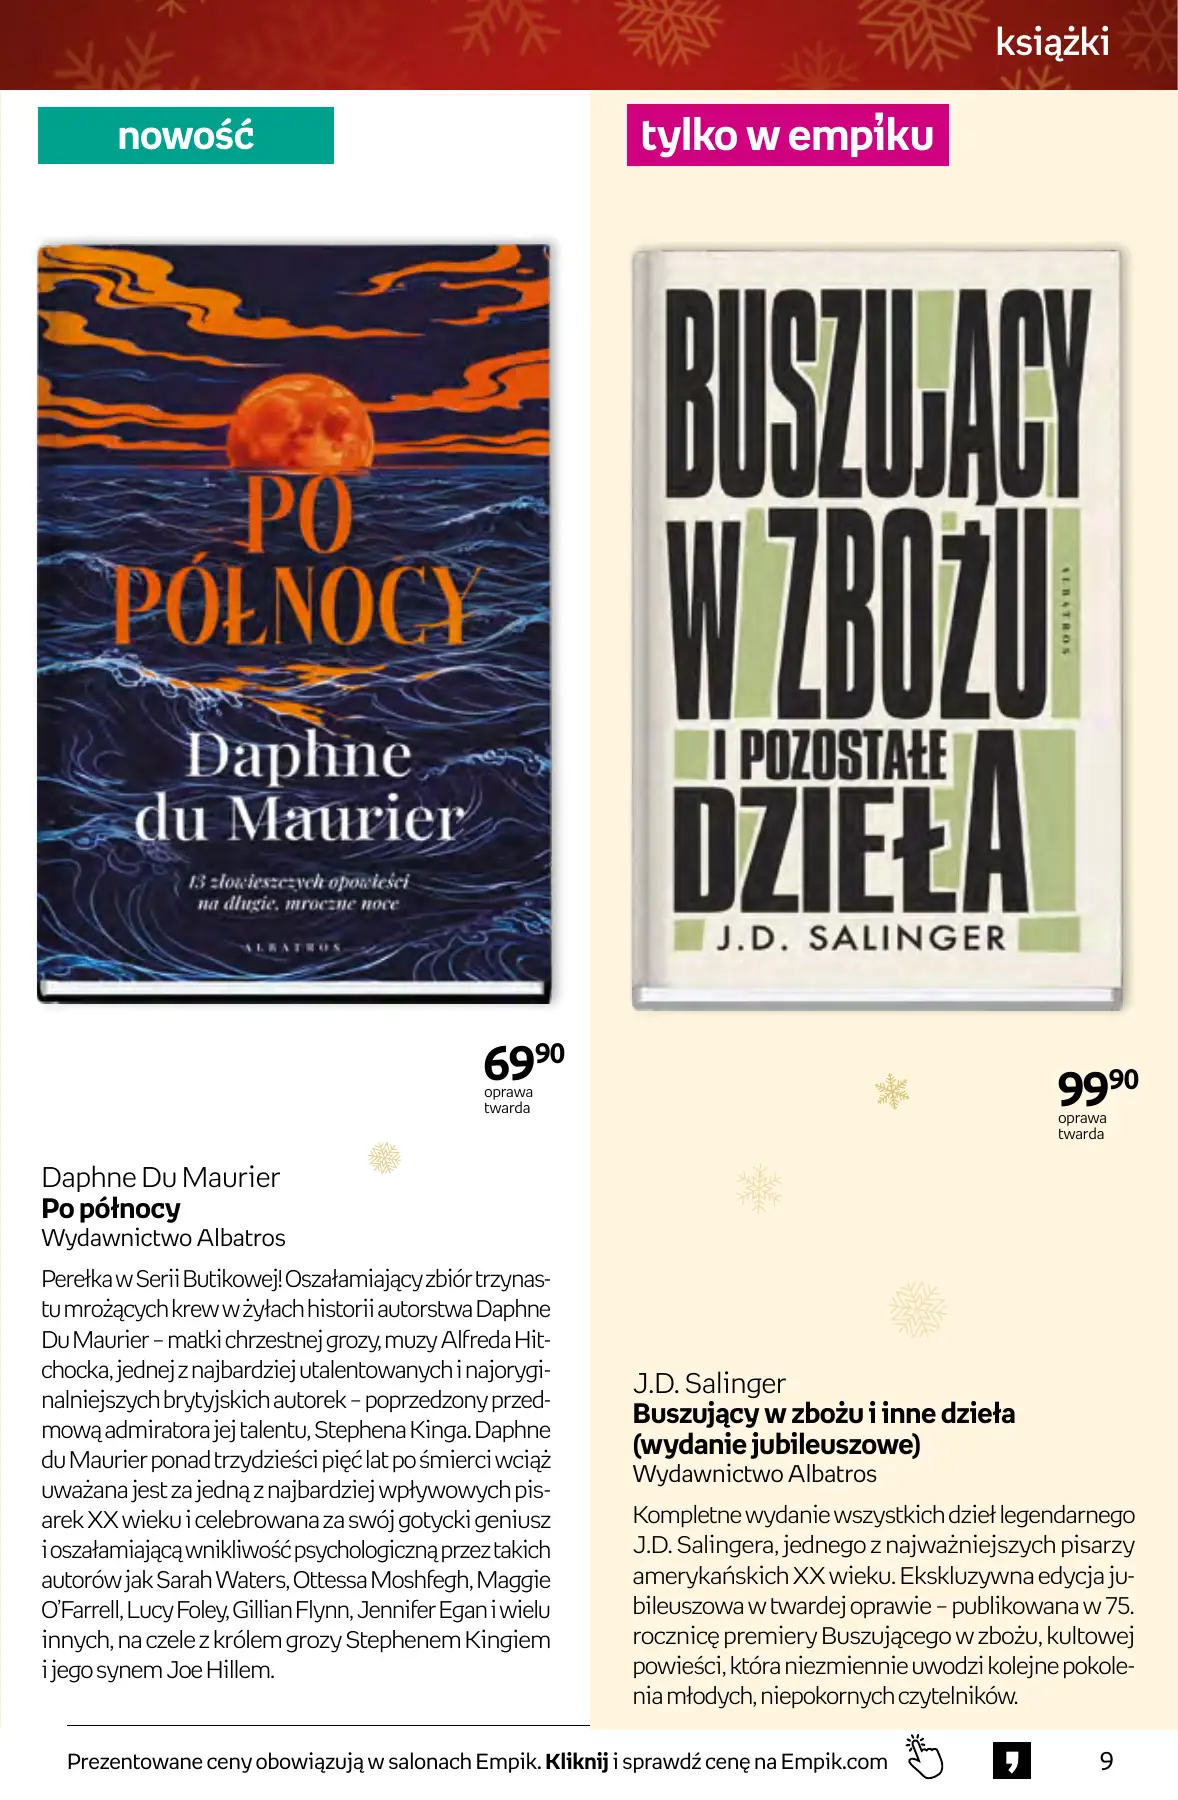 książki
nowość
PO
PÓŁNOCY
Daphne
du Maurier
13 złowieszczych opowieści
na długie, mroczne noce
ALBATROS
69 90
oprawa
twarda
Daphne Du Maurier
Po północy
Wydawnictwo Albatros
Perełka w Serii Butikowej! Oszałamiający zbiór trzynas-
tu mrożących krew w żyłach historii autorstwa Daphne
Du Maurier – matki chrzestnej grozy, muzy Alfreda Hit-
chocka, jednej z najbardziej utalentowanych i najorygi-
nalniejszych brytyjskich autorek – poprzedzony przed-
mową admiratora jej talentu, Stephena Kinga. Daphne
du Maurier ponad trzydzieści pięć lat po śmierci wciąż
uważana jest za jedną z najbardziej wpływowych pis-
arek XX wieku i celebrowana za swój gotycki geniusz
i oszałamiającą wnikliwość psychologiczną przez takich
autorów jak Sarah Waters, Ottessa Moshfegh, Maggie
O’Farrell, Lucy Foley, Gillian Flynn, Jennifer Egan i wielu
innych, na czele z królem grozy Stephenem Kingiem
i jego synem Joe Hillem.
tylko w empiku
BUSZUJĄCY
W ZBOŻU
ALBATROS
I POZOSTAŁE
DZIEŁA
J.D. SALINGER
99 90
oprawa
twarda
J.D. Salinger
Buszujący w zbożu i inne dzieła
(wydanie jubileuszowe)
Wydawnictwo Albatros
Kompletne wydanie wszystkich dzieł legendarnego
J.D. Salingera, jednego z najważniejszych pisarzy
amerykańskich XX wieku. Ekskluzywna edycja ju-
bileuszowa w twardej oprawie – publikowana w 75.
rocznicę premiery Buszującego w zbożu, kultowej
powieści, która niezmiennie uwodzi kolejne pokole-
nia młodych, niepokornych czytelników.
Prezentowane ceny obowiązują w salonach Empik. Kliknij i sprawdź cenę na Empik.com
9